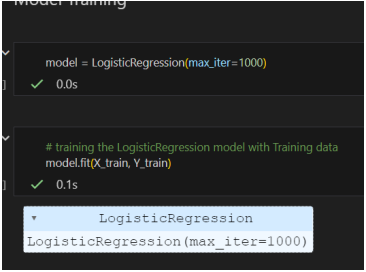 Model Training
model = LogisticRegression(max_iter=1000)
]
✓ 0.0s
# training the LogisticRegression model with Training data
model.fit(X_train, Y_train)
]
✓ 0.1s
▾ LogisticRegression
LogisticRegression(max_iter=1000)